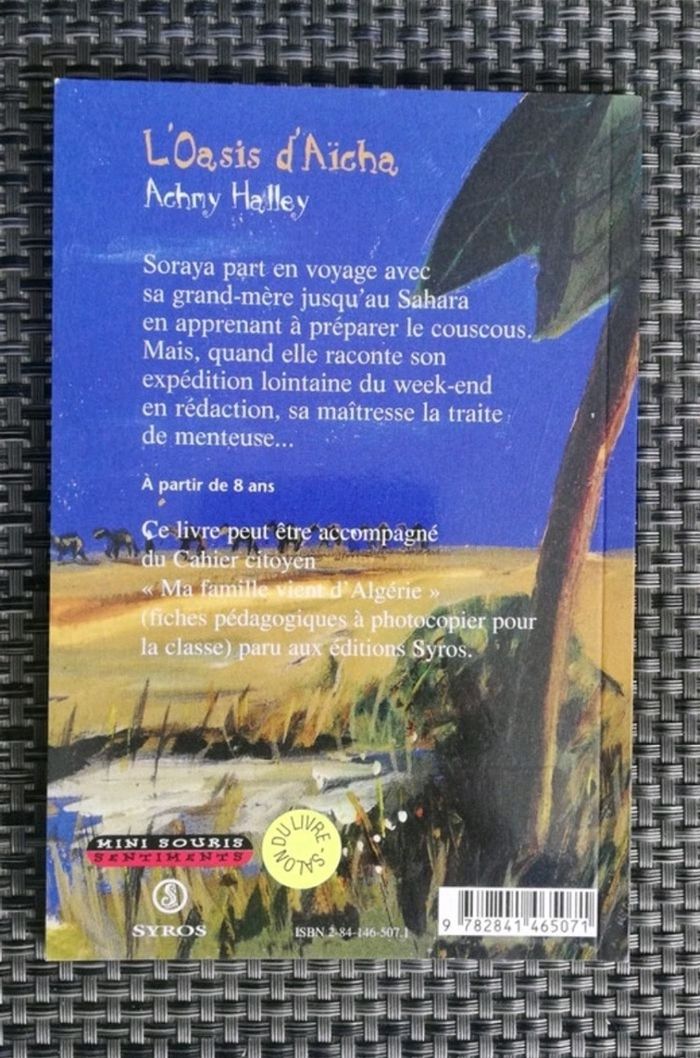 L'Oasis d'Aïcha
Achmy Halley
Soraya part en voyage avec
sa grand-mère jusqu'au Sahara
en apprenant à préparer le couscous.
Mais, quand elle raconte son
expédition lointaine du week-end
en rédaction, sa maîtresse la traite
de menteuse...
À partir de 8 ans
Ce livre peut être accompagné
du Cahier citoyen
« Ma famille vient d'Algérie »
(fiches pédagogiques à photocopier pour
la classe) paru aux éditions Syros.
MINI SOURIS
SENTIMENTS
SALON DU LIVRE
S
SYROS
ISBN 2-84-146-507.1
9 782841 465071